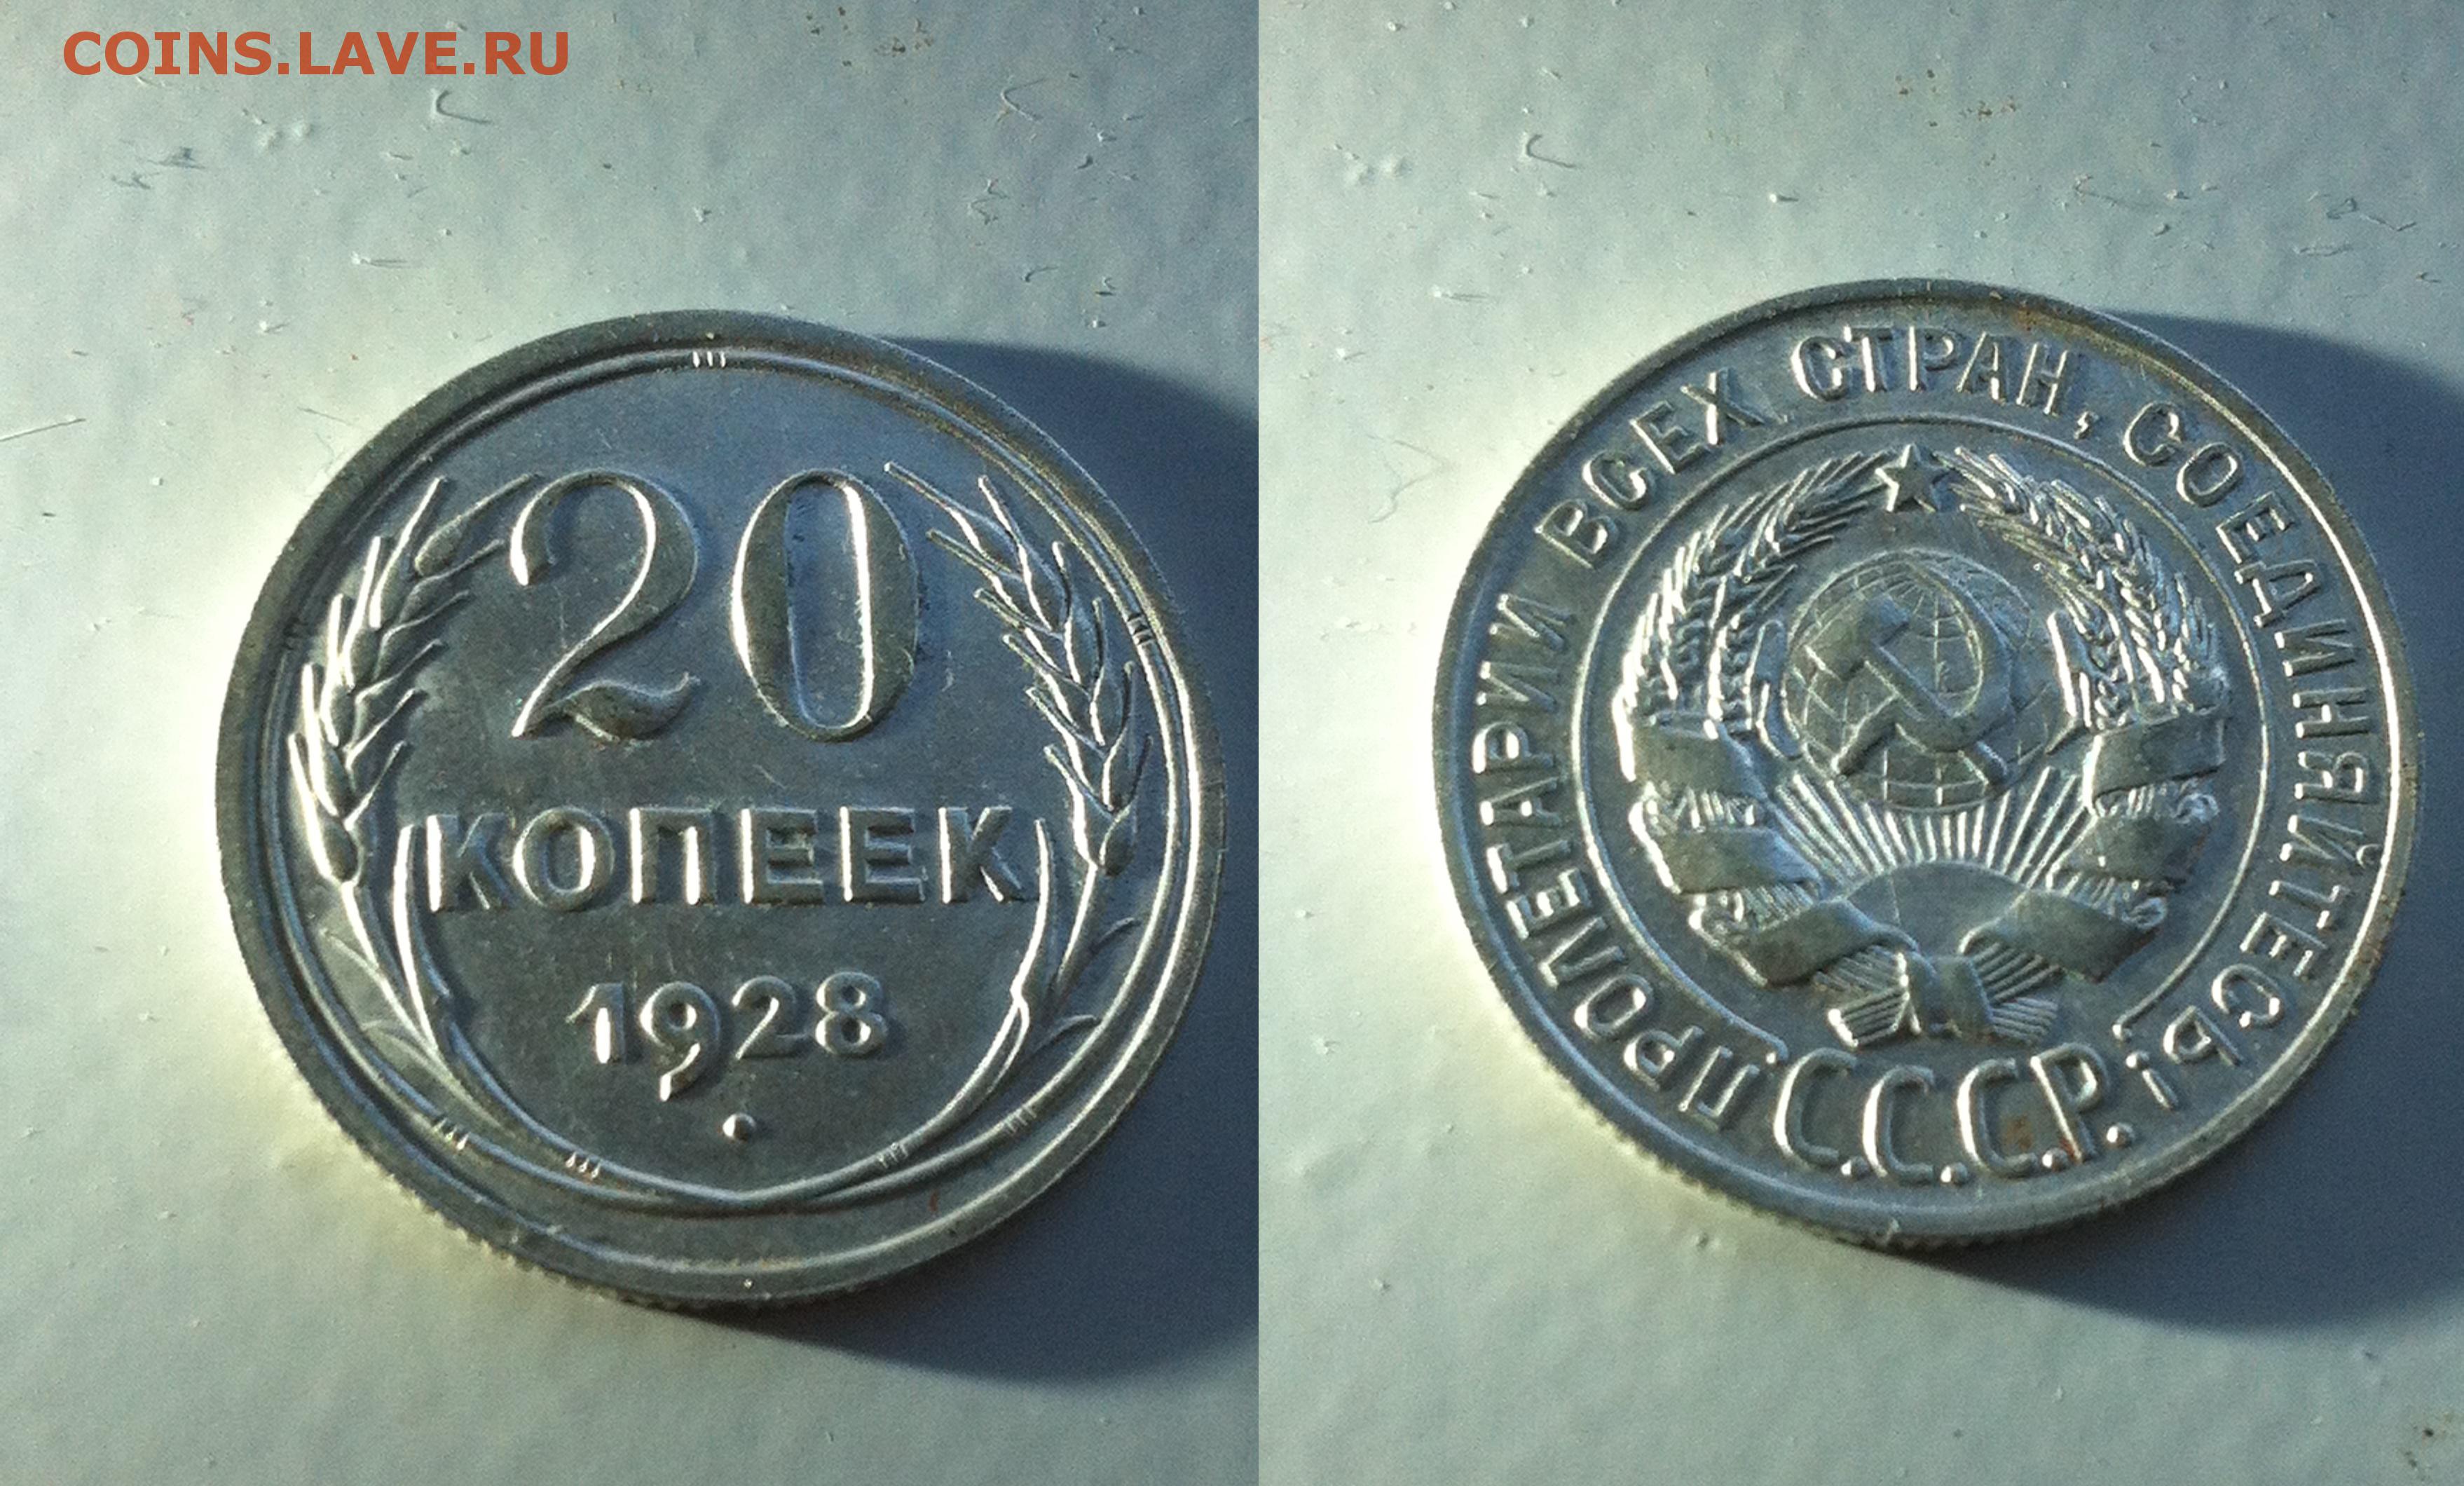 COINS.LAVE.RU
20
КОПЕЕК
1928
ПРОЛЕТАРИИ ВСЕХ СТРАН, СОЕДИНЯЙТЕСЬ!
С.С.С.Р.